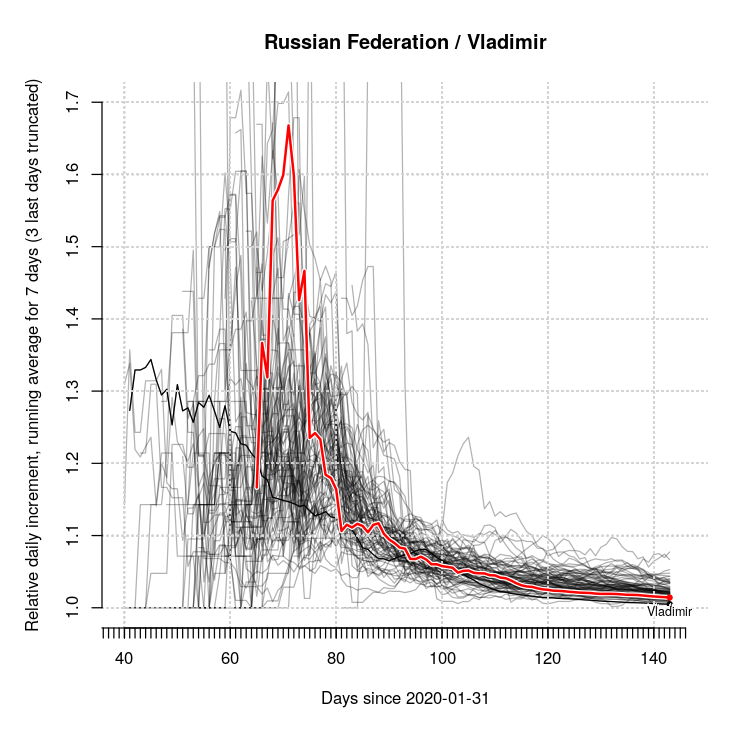 Russian Federation / Vladimir
Relative daily increment, running average for 7 days (3 last days truncated)
1.7
1.6
1.5
1.4
1.3
1.2
1.1
1.0
Vladimir
40 60 80 100 120 140
Days since 2020-01-31